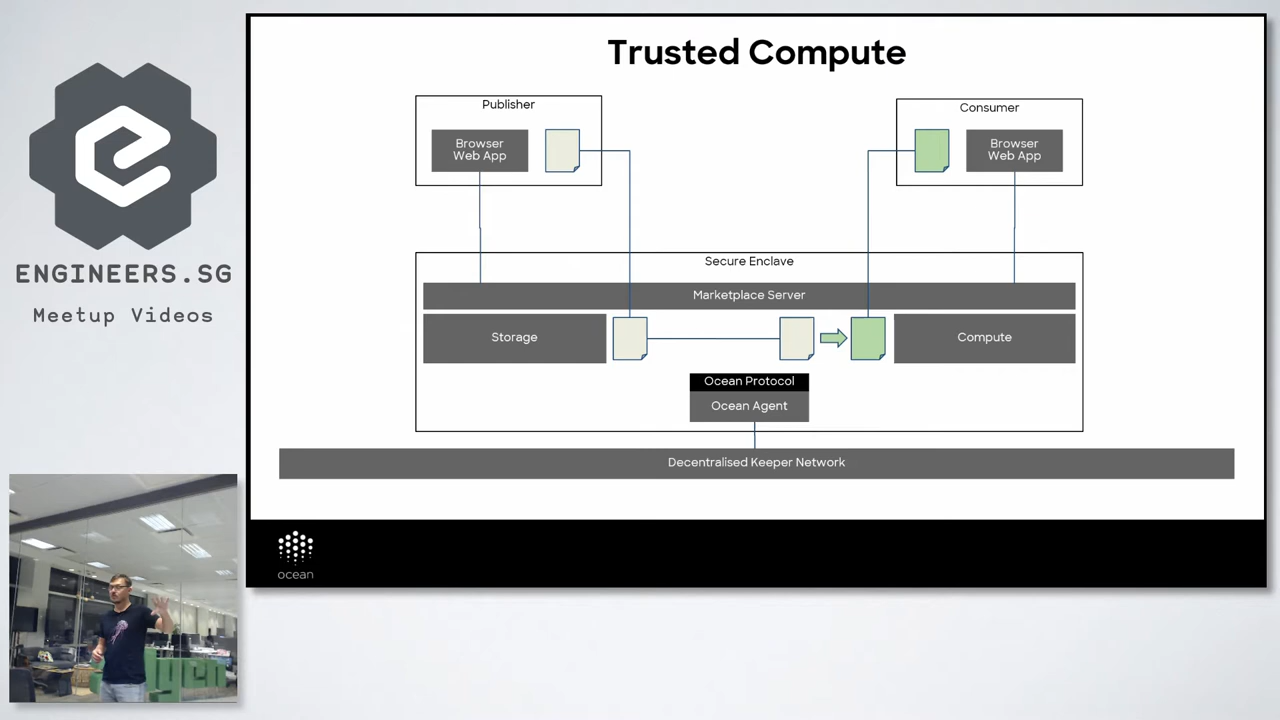 ENGINEERS.SG
Meetup Videos
Trusted Compute
Publisher
Browser
Web App
Consumer
Browser
Web App
Secure Enclave
Marketplace Server
Storage
Compute
Ocean Protocol
Ocean Agent
Decentralised Keeper Network
ocean